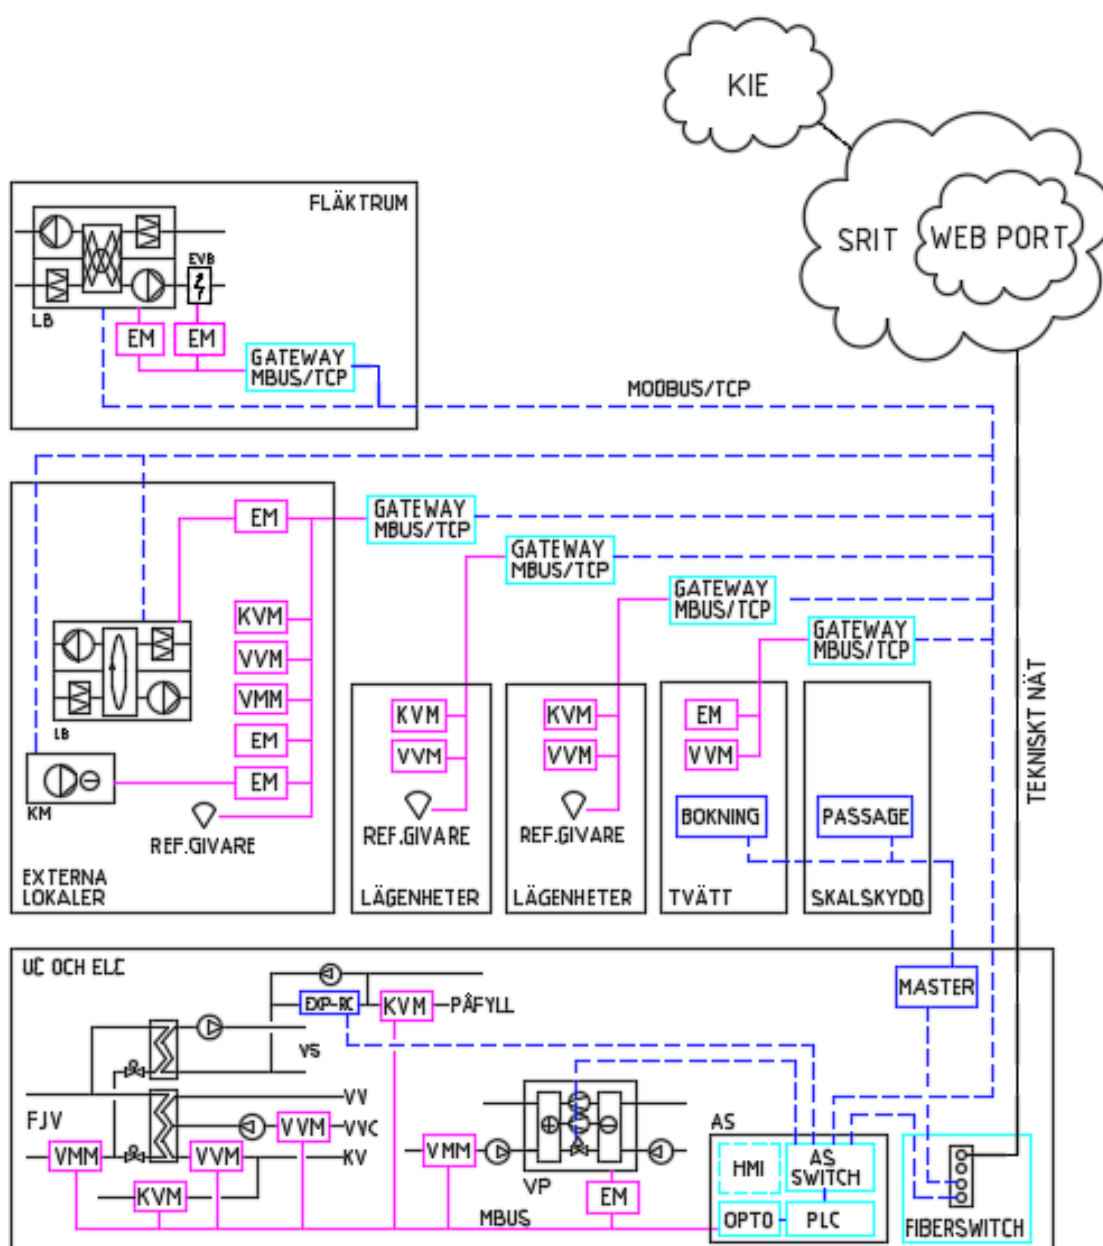 KIE
SRIT
WEB PORT
FLÄKTRUM
EVB
LB
EM
EM
GATEWAY
MBUS/TCP
MODBUS/TCP
EM
GATEWAY
MBUS/TCP
GATEWAY
MBUS/TCP
GATEWAY
MBUS/TCP
GATEWAY
MBUS/TCP
KVM
VVM
VMM
EM
EM
LB
KM
REF.GIVARE
EXTERNA
LOKALER
KVM
VVM
REF.GIVARE
LÄGENHETER
KVM
VVM
REF.GIVARE
LÄGENHETER
EM
VVM
BOKNING
TVÄTT
PASSAGE
SKALSKYDD
TEKNISKT NÄT
UC OCH ELC
MASTER
EXP-RC
KVM
PÅFYLL
VS
FJV
VV
VVC
KV
VMM
VVM
VVM
KVM
VMM
VP
EM
MBUS
AS
HMI
AS
SWITCH
OPTO
PLC
FIBERSWITCH